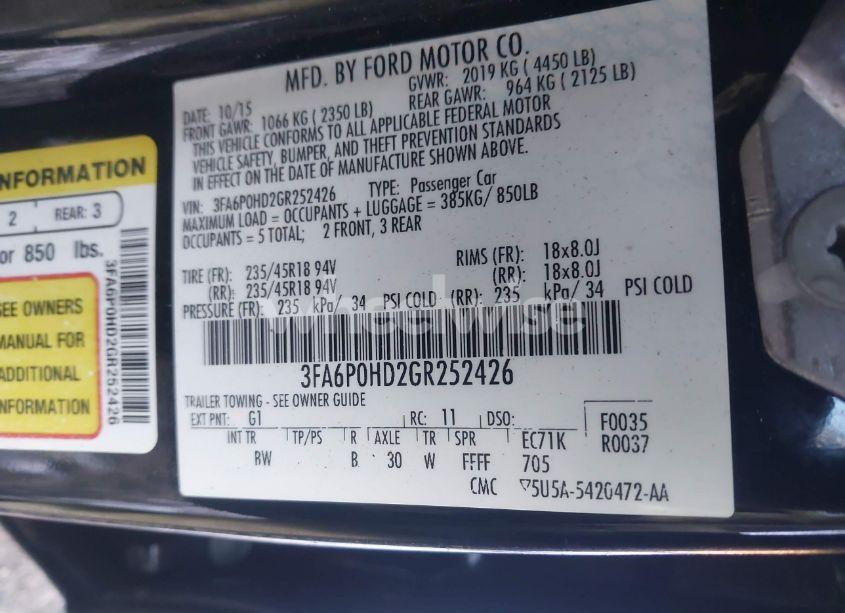 MFD. BY FORD MOTOR CO.
DATE: 10/15 GVWR: 2019 KG ( 4450 LB)
FRONT GAWR: 1066 KG ( 2350 LB) REAR GAWR: 964 KG ( 2125 LB)
THIS VEHICLE CONFORMS TO ALL APPLICABLE FEDERAL MOTOR
VEHICLE SAFETY, BUMPER, AND THEFT PREVENTION STANDARDS
IN EFFECT ON THE DATE OF MANUFACTURE SHOWN ABOVE.
VIN: 3FA6P0HD2GR252426 TYPE: Passenger Car
MAXIMUM LOAD = OCCUPANTS + LUGGAGE = 385KG/ 850LB
OCCUPANTS = 5 TOTAL; 2 FRONT, 3 REAR
TIRE (FR): 235/45R18 94V RIMS (FR): 18x8.0J
(RR): 235/45R18 94V (RR): 18x8.0J
PRESSURE (FR): 235 kPa/ 34 PSI COLD (RR): 235 kPa/ 34 PSI COLD
wheelwise
3FA6P0HD2GR252426
TRAILER TOWING - SEE OWNER GUIDE
EXT PNT: G1 RC: 11 DSO: F0035
INT TR TP/PS R AXLE TR SPR EC71K R0037
RW B 30 W FFFF 705
CMC 5U5A-5420472-AA
INFORMATION
2 REAR: 3
or 850 lbs.
SEE OWNERS
MANUAL FOR
ADDITIONAL
INFORMATION
3FA6P0HD2GR252426